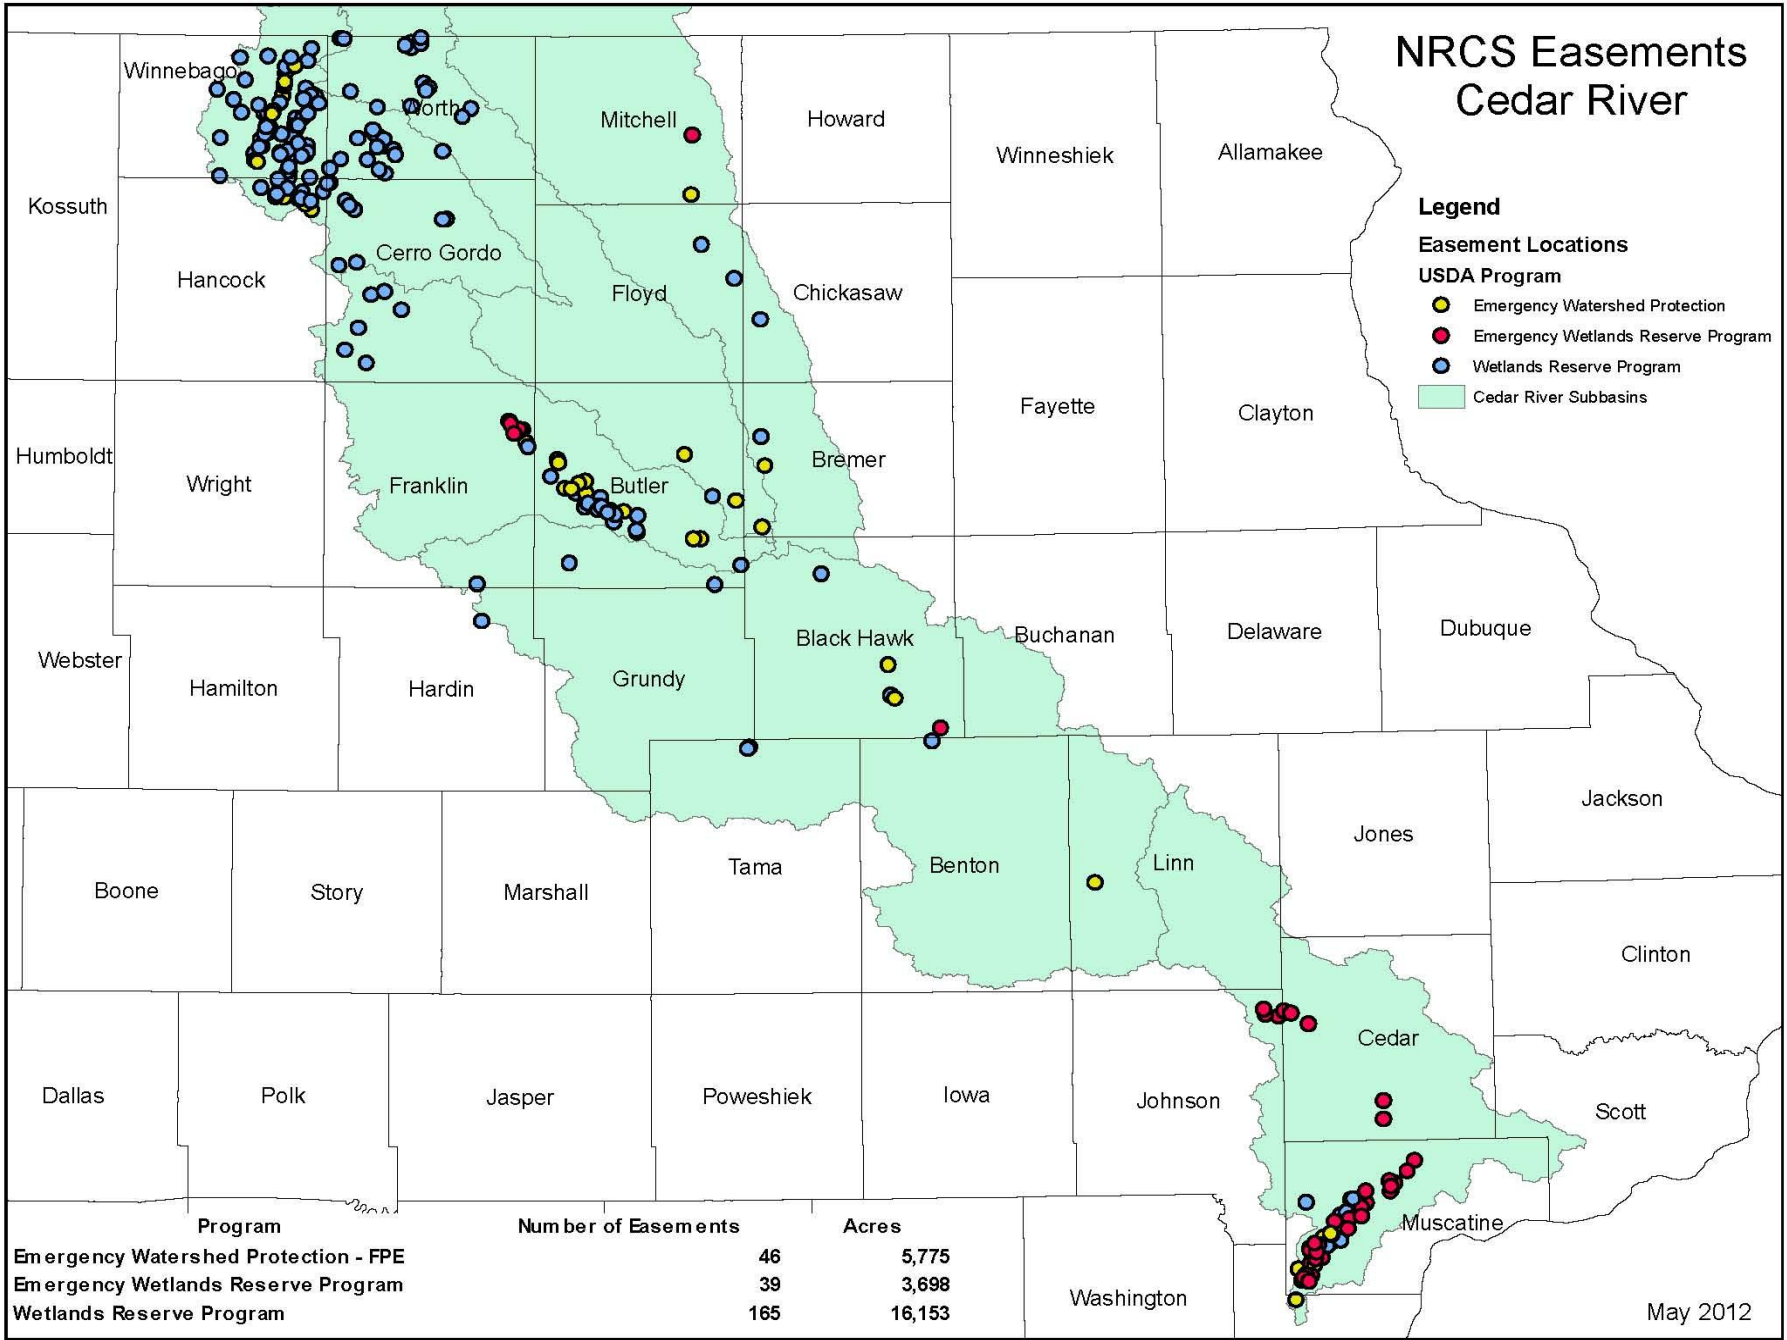 NRCS Easements
Cedar River
Winnebago
Worth
Mitchell
Howard
Winneshiek
Allamakee
Kossuth
Hancock
Cerro Gordo
Floyd
Chickasaw
Legend
Easement Locations
USDA Program
Emergency Watershed Protection
Emergency Wetlands Reserve Program
Wetlands Reserve Program
Cedar River Subbasins
Humboldt
Wright
Franklin
Butler
Bremer
Fayette
Clayton
Webster
Hamilton
Hardin
Grundy
Black Hawk
Buchanan
Delaware
Dubuque
Boone
Story
Marshall
Tama
Benton
Linn
Jones
Jackson
Clinton
Dallas
Polk
Jasper
Poweshiek
Iowa
Johnson
Cedar
Scott
Muscatine
Washington
Program Number of Easements Acres
Emergency Watershed Protection - FPE 46 5,775
Emergency Wetlands Reserve Program 39 3,698
Wetlands Reserve Program 165 16,153
May 2012